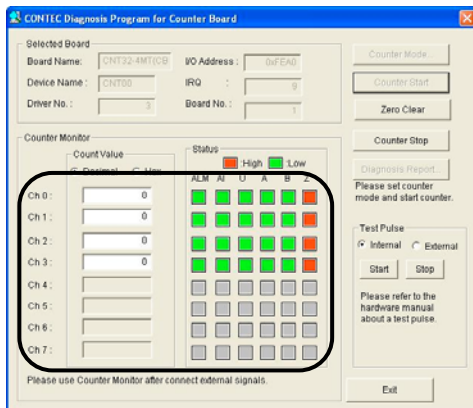 CONTEC Diagnosis Program for Counter Board
Selected Board
Board Name: CNT32-4MT(CB
I/O Address : 0xFEA0
Device Name : CNT00
IRQ : 9
Driver No. : 3
Board No. : 1
Counter Mode...
Counter Start
Zero Clear
Counter Stop
Diagnosis Report...
Please set counter
mode and start counter.
Counter Monitor
Count Value
Decimal Hex
Status
:High :Low
ALM AI U A B Z
Ch 0 : 0
Ch 1 : 0
Ch 2 : 0
Ch 3 : 0
Ch 4 :
Ch 5 :
Ch 6 :
Ch 7 :
Please use Counter Monitor after connect external signals.
Test Pulse
Internal External
Start Stop
Please refer to the
hardware manual
about a test pulse.
Exit